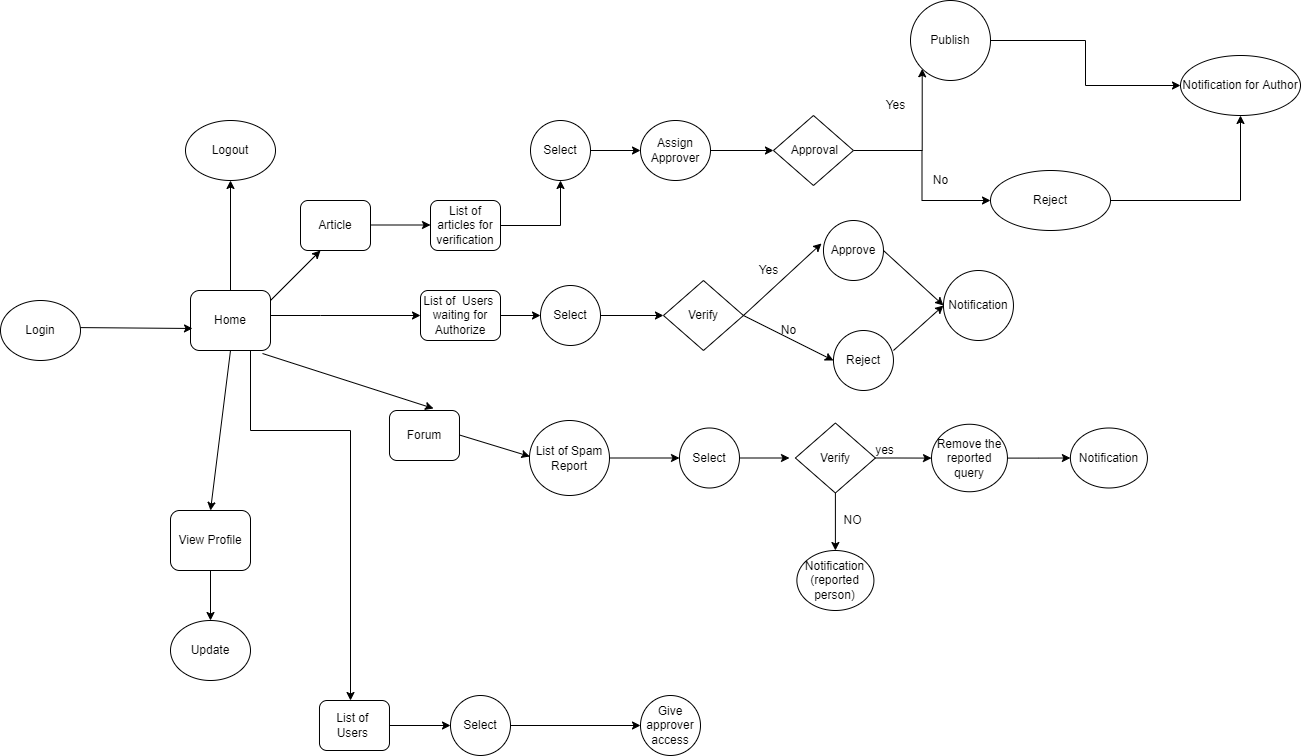 Publish
Notification for Author
Yes
Logout
Select
Assign
Approver
Approval
No
Reject
Article
List of
articles for
verification
Approve
Yes
Login
Home
List of  Users
waiting for
Authorize
Select
Verify
Notification
No
Reject
Forum
List of Spam
Report
Select
Verify
yes
Remove the
reported
query
Notification
NO
View Profile
Notification
(reported
person)
Update
List of
Users
Select
Give
approver
access